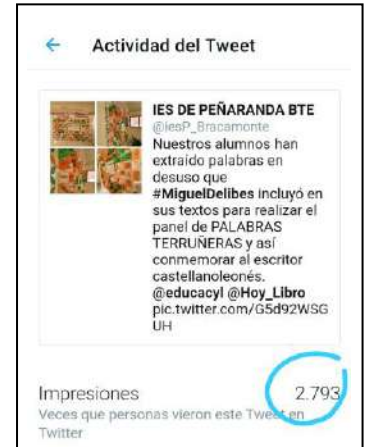 Actividad del Tweet
IES DE PEÑARANDA BTE
@iesP_Bracamonte
Nuestros alumnos han
extraído palabras en
desuso que
#MiguelDelibes incluyó en
sus textos para realizar el
panel de PALABRAS
TERRUÑERAS y así
conmemorar al escritor
castellanoleonés.
@educacyl @Hoy_Libro
pic.twitter.com/G5d92WSG
UH
Impresiones 2.793
Veces que personas vieron este Tweet en
Twitter